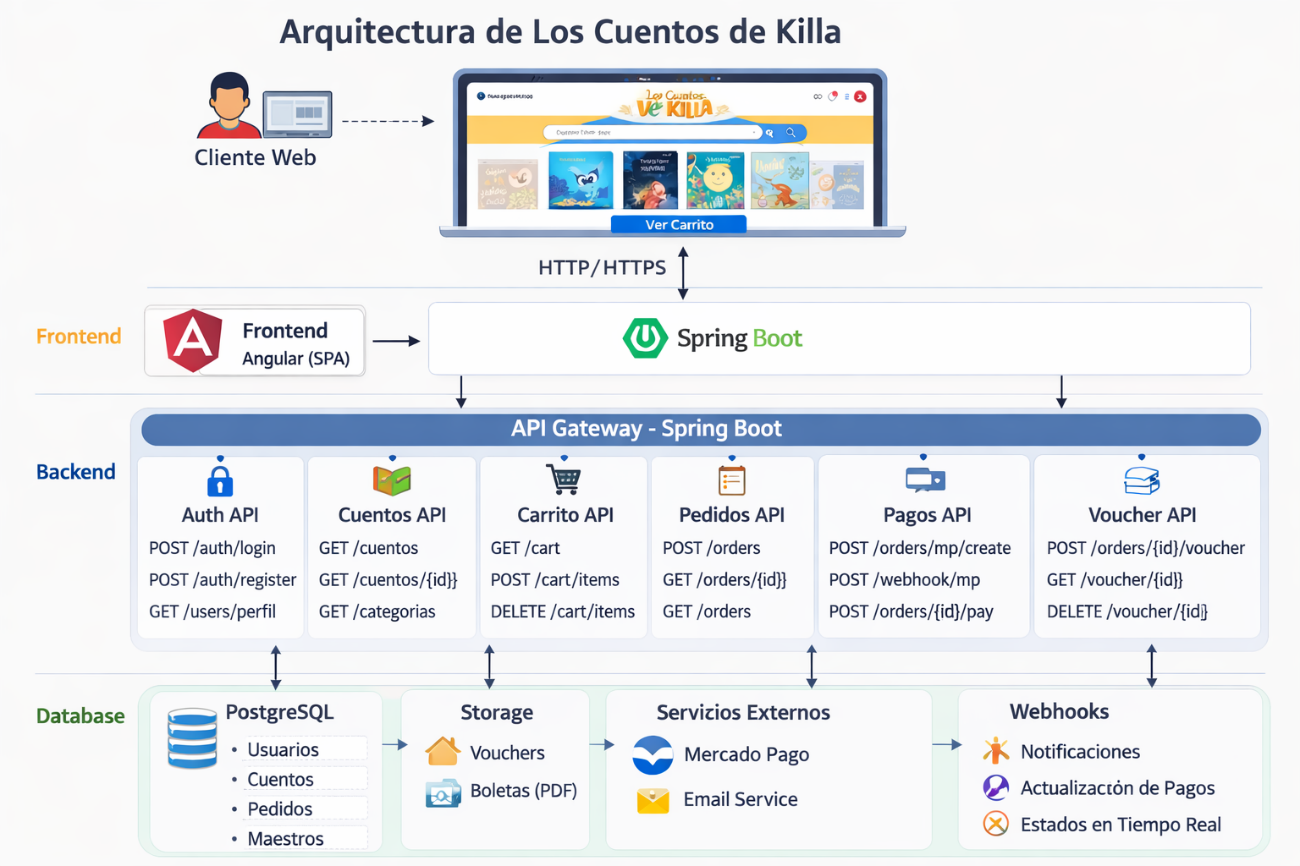 Arquitectura de Los Cuentos de Killa
Cliente Web
Los Cuentos
Ve KILLA
Ver Carrito
HTTP/HTTPS
Frontend
Frontend
Angular (SPA)
Spring Boot
Backend
API Gateway - Spring Boot
Auth API
POST /auth/login
POST /auth/register
GET /users/perfil
Cuentos API
GET /cuentos
GET /cuentos/{id}}
GET /categorias
Carrito API
GET /cart
POST /cart/items
DELETE /cart/items
Pedidos API
POST /orders
GET /orders/{id}}
GET /orders
Pagos API
POST /orders/mp/create
POST /webhook/mp
POST /orders/{id}/pay
Voucher API
POST /orders/{id}/voucher
GET /voucher/{id}}
DELETE /voucher/{id}}
Database
PostgreSQL
• Usuarios
• Cuentos
• Pedidos
• Maestros
Storage
Vouchers
Boletas (PDF)
Servicios Externos
Mercado Pago
Email Service
Webhooks
Notificaciones
Actualización de Pagos
Estados en Tiempo Real